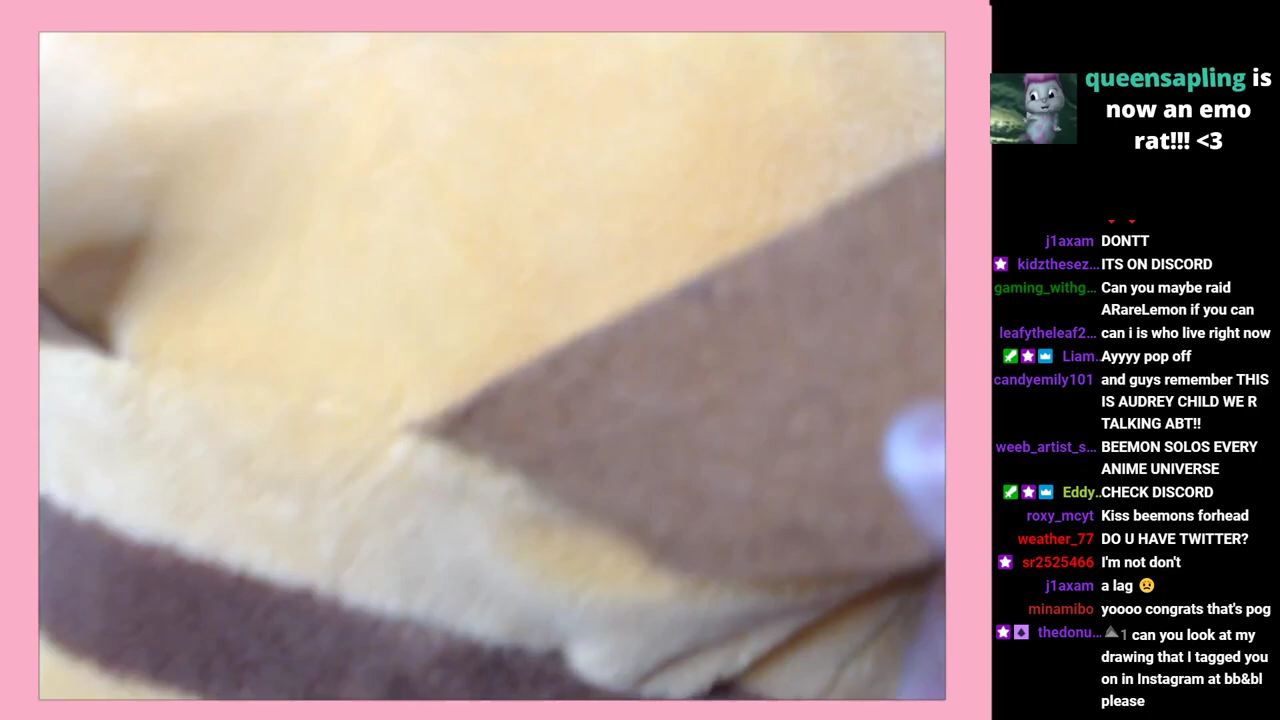 queensapling is
now an emo
rat!!! <3
j1axam DONTT
kidzthesez... ITS ON DISCORD
gaming_withg... Can you maybe raid
ARareLemon if you can
leafytheleaf2... can i is who live right now
Liam.. Ayyyy pop off
candyemily101 and guys remember THIS
IS AUDREY CHILD WE R
TALKING ABT!!
weeb_artist_s... BEEMON SOLOS EVERY
ANIME UNIVERSE
Eddy.. CHECK DISCORD
roxy_mcyt Kiss beemons forhead
weather_77 DO U HAVE TWITTER?
sr2525466 I'm not don't
j1axam a lag 😟
minamibo yoooo congrats that's pog
thedonu... 1 can you look at my
drawing that I tagged you
on in Instagram at bb&bl
please